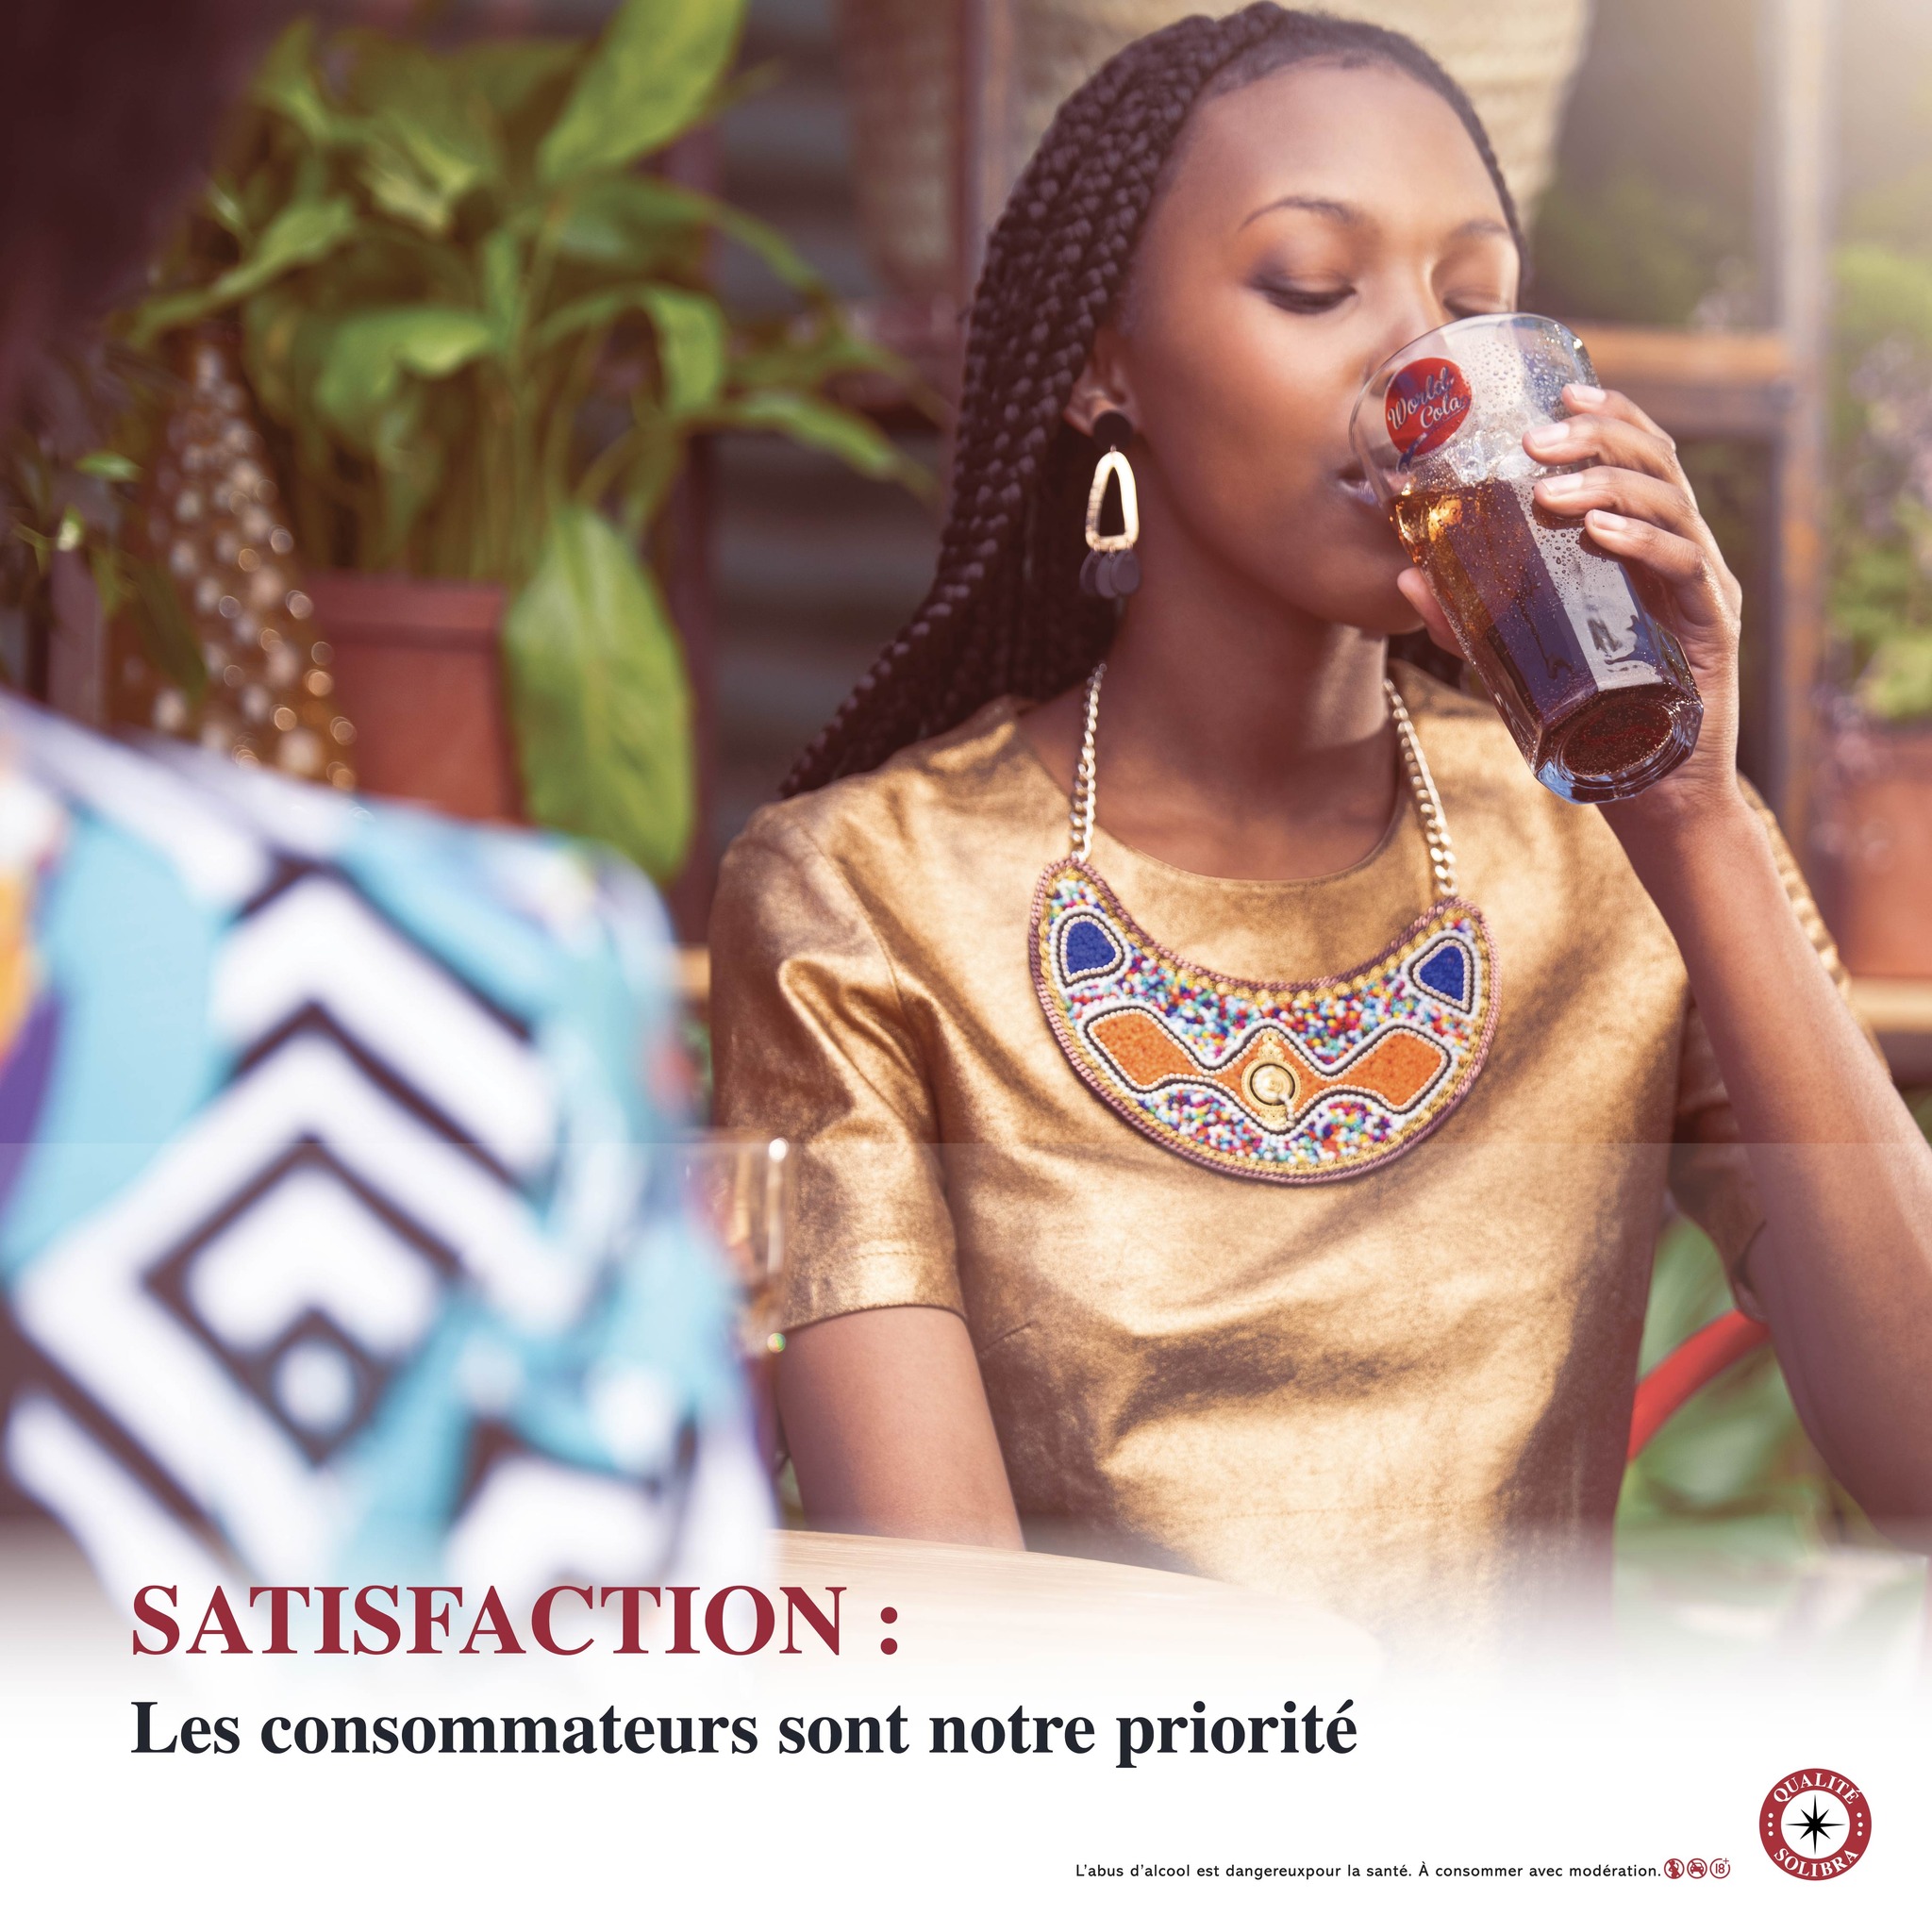 World
Cola
SATISFACTION :
Les consommateurs sont notre priorité
L'abus d'alcool est dangereuxpour la santé. À consommer avec modération.
18+
QUALITÉ
SOLIBRA